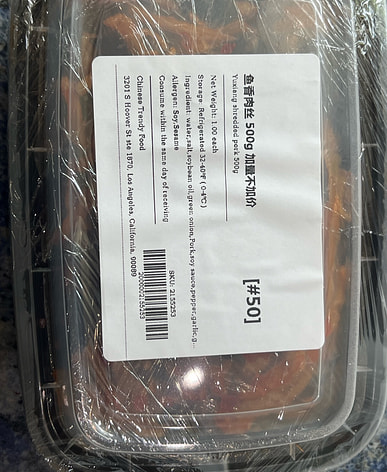 鱼香肉丝 500g 加量不加价
Yuxiang shredded pork 500g
[#50]
Net Weight: 1.00 each
Storage: Refrigerated 32-40°F (0-4°C)
Ingredient: water,salt,soybean oil,green onion,Pork,soy sauce,pepper,garlic,g...
Allergen: Soy,Sesame
Consume within the same day of receiving
SKU: 2155253
Chinese Trendy Food
3201 S Hoover St ste 1870, Los Angeles, California, 90089